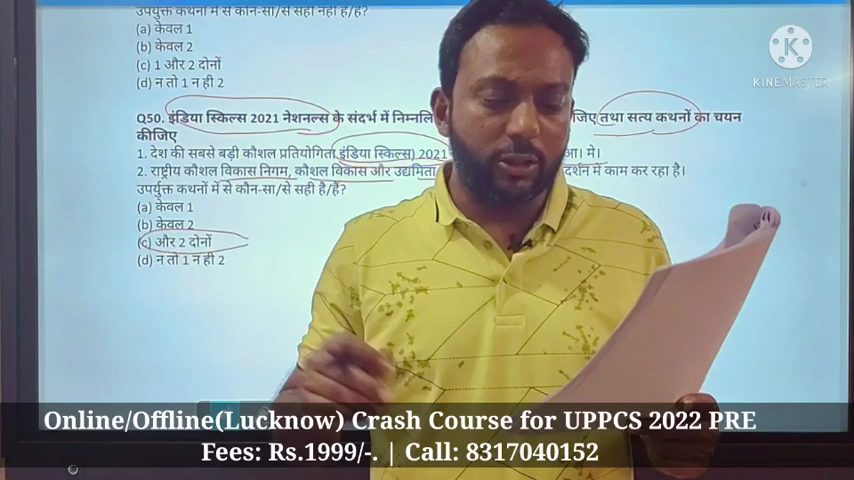 उपर्युक्त कथनों में से कौन-सा/से सही नहीं है/हैं?
(a) केवल 1
(b) केवल 2
(c) 1 और 2 दोनों
(d) न तो 1 न ही 2
KINEMASTER
Q50. इंडिया स्किल्स 2021 नेशनल्स के संदर्भ में तथा सत्य कथनों का चयन
कीजिए
1. देश की सबसे बड़ी कौशल प्रतियोगिता इंडिया स्किल्स) 2021 मे।
2. राष्ट्रीय कौशल विकास निगम, कौशल विकास और उद्यमिता में काम कर रहा है।
उपर्युक्त कथनों में से कौन-सा/से सही है/हैं?
(a) केवल 1
(b) केवल 2
(c) और 2 दोनों
(d) न तो 1 न ही 2
Online/Offline(Lucknow) Crash Course for UPPCS 2022 PRE
Fees: Rs.1999/-. | Call: 8317040152